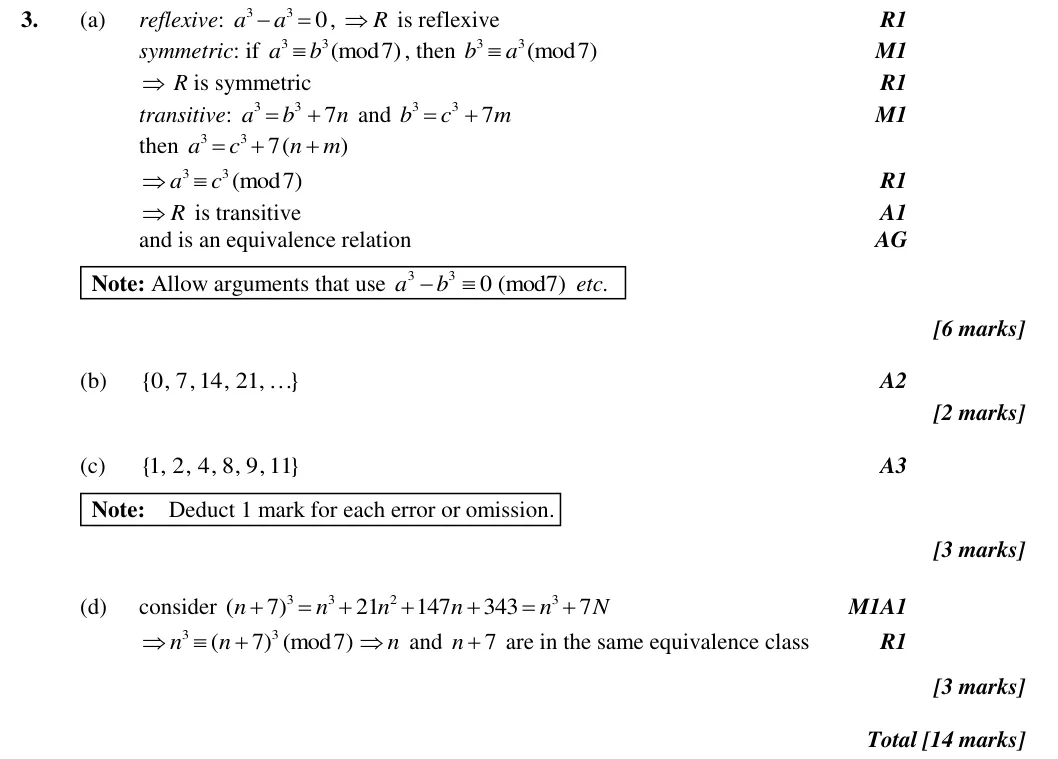 3. (a) reflexive: a³ − a³ = 0, ⇒ R is reflexive R1
symmetric: if a³ ≡ b³ (mod 7), then b³ ≡ a³ (mod 7) M1
⇒ R is symmetric R1
transitive: a³ = b³ + 7n and b³ = c³ + 7m M1
then a³ = c³ + 7(n + m)
⇒ a³ ≡ c³ (mod 7) R1
⇒ R is transitive A1
and is an equivalence relation AG
Note: Allow arguments that use a³ − b³ ≡ 0 (mod 7) etc.
[6 marks]
(b) {0, 7, 14, 21, …} A2
[2 marks]
(c) {1, 2, 4, 8, 9, 11} A3
Note: Deduct 1 mark for each error or omission.
[3 marks]
(d) consider (n + 7)³ = n³ + 21n² + 147n + 343 = n³ + 7N M1A1
⇒ n³ ≡ (n + 7)³ (mod 7) ⇒ n and n + 7 are in the same equivalence class R1
[3 marks]
Total [14 marks]